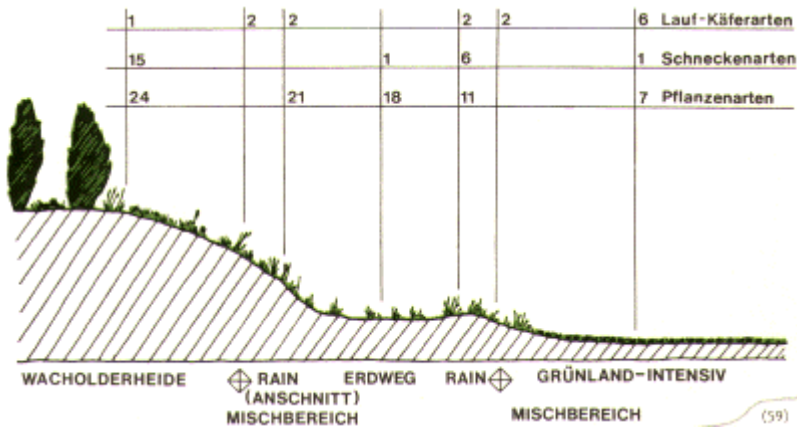 1 2 2 2 2 6 Lauf-Käferarten
15 1 6 1 Schneckenarten
24 21 18 11 7 Pflanzenarten
WACHOLDERHEIDE RAIN ERDWEG RAIN GRÜNLAND-INTENSIV
(ANSCHNITT)
MISCHBEREICH MISCHBEREICH
(59)